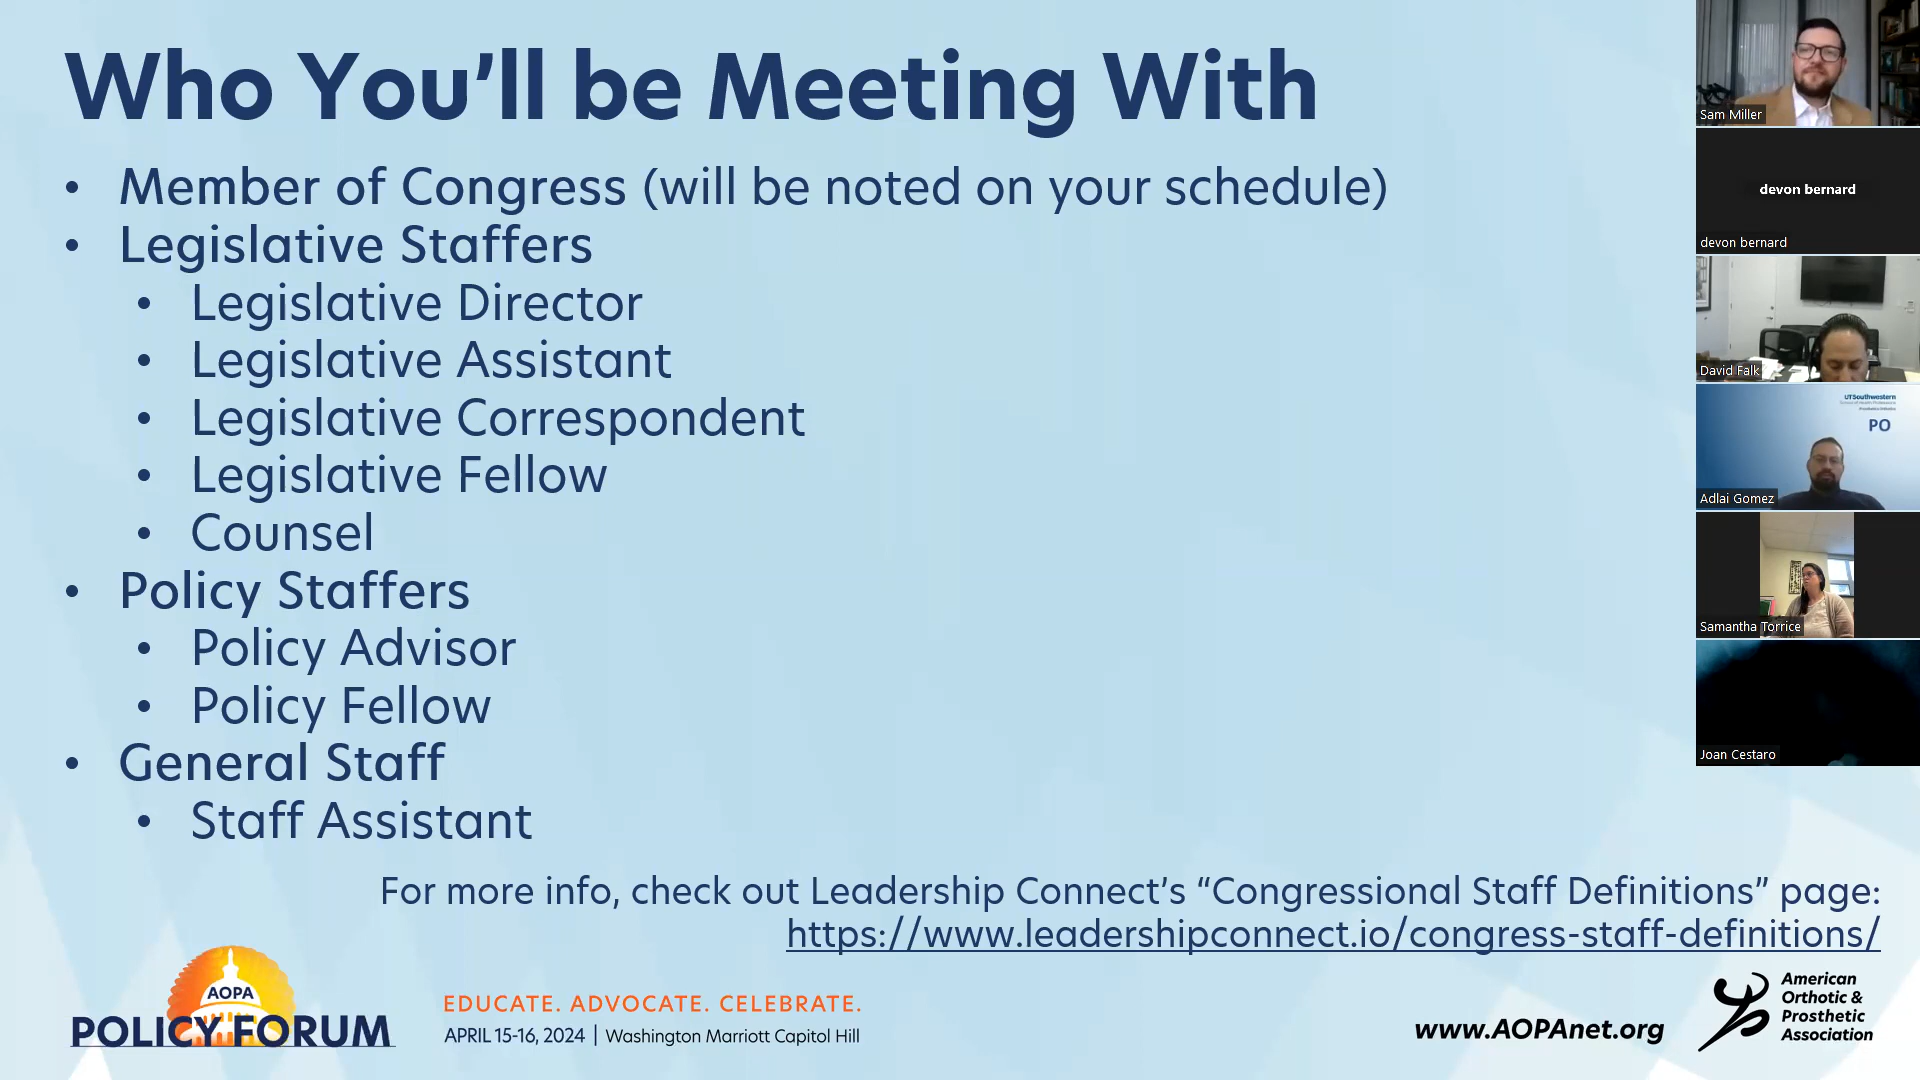 Who You’ll be Meeting With
• Member of Congress (will be noted on your schedule)
• Legislative Staffers
• Legislative Director
• Legislative Assistant
• Legislative Correspondent
• Legislative Fellow
• Counsel
• Policy Staffers
• Policy Advisor
• Policy Fellow
• General Staff
• Staff Assistant
For more info, check out Leadership Connect’s “Congressional Staff Definitions” page:
https://www.leadershipconnect.io/congress-staff-definitions/
AOPA
POLICY FORUM
EDUCATE. ADVOCATE. CELEBRATE.
APRIL 15-16, 2024 | Washington Marriott Capitol Hill
www.AOPAnet.org
American
Orthotic &
Prosthetic
Association
Sam Miller
devon bernard
devon bernard
David Falk
UTSouthwestern
PO
Adlai Gomez
Samantha Torrice
Joan Cestaro